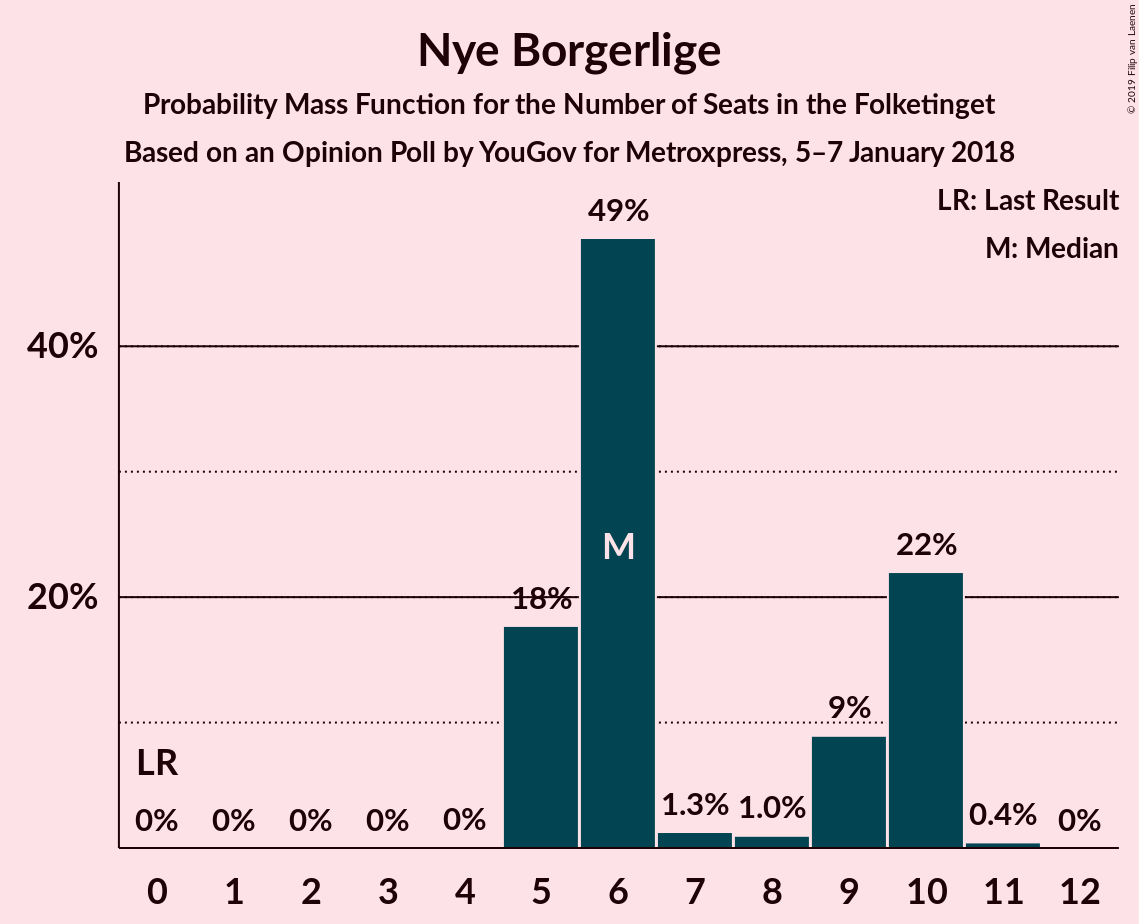 Nye Borgerlige
Probability Mass Function for the Number of Seats in the Folketinget
Based on an Opinion Poll by YouGov for Metroxpress, 5–7 January 2018
© 2019 Filip van Laenen
LR: Last Result
M: Median
49%
40%
M
22%
20%
18%
9%
LR
0% 0% 0% 0% 0% 1.3% 1.0% 0.4% 0%
0 1 2 3 4 5 6 7 8 9 10 11 12